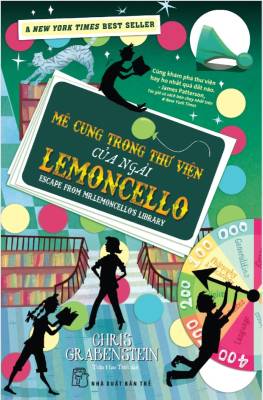 A NEW YORK TIMES BEST SELLER
Cùng khám phá thư viện
hay ho nhất quả đất nào.
- James Patterson,
MÊ CUNG TRONG THƯ VIỆN
CỦA NGÀI
LEMONCELLO
ESCAPE FROM MR.LEMONCELLO'S LIBRARY
000
100
200
300
400
CHRIS
GRABENSTEIN
NHÀ XUẤT BẢN TRẺ